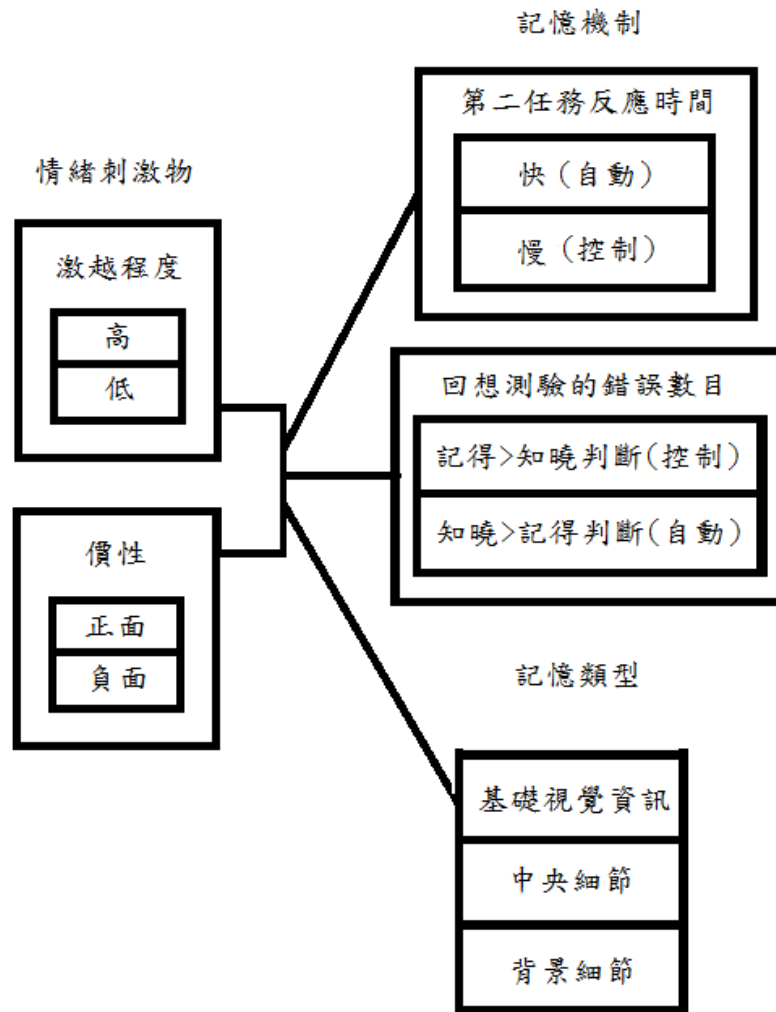 記憶機制
第二任務反應時間
快(自動)
慢(控制)
情緒刺激物
激越程度
高
低
回想測驗的錯誤數目
記得>知曉判斷(控制)
知曉>記得判斷(自動)
價性
正面
負面
記憶類型
基礎視覺資訊
中央細節
背景細節